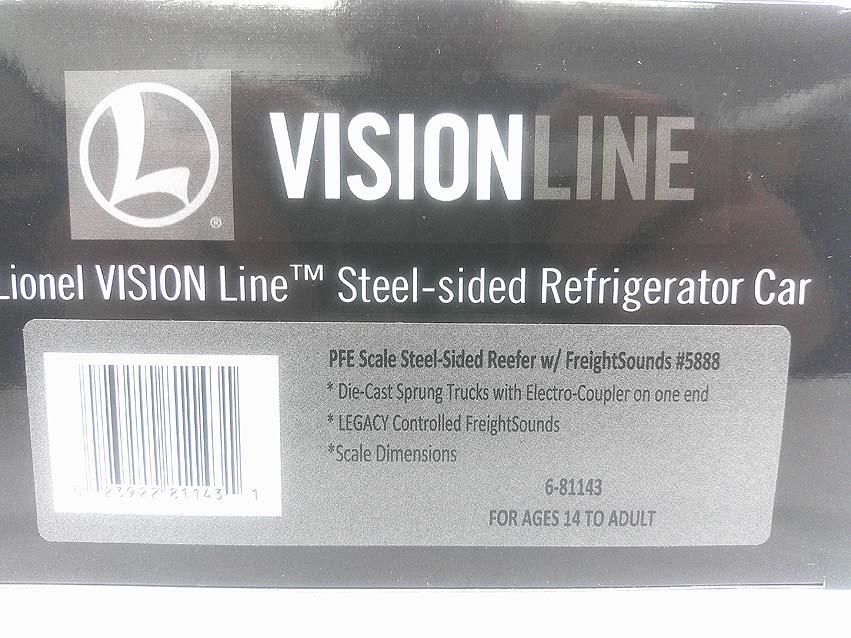 L
®
VISIONLINE
Lionel VISION Line™ Steel-sided Refrigerator Car
PFE Scale Steel-Sided Reefer w/ FreightSounds #5888
* Die-Cast Sprung Trucks with Electro-Coupler on one end
* LEGACY Controlled FreightSounds
*Scale Dimensions
0 23922 81143 1
6-81143
FOR AGES 14 TO ADULT